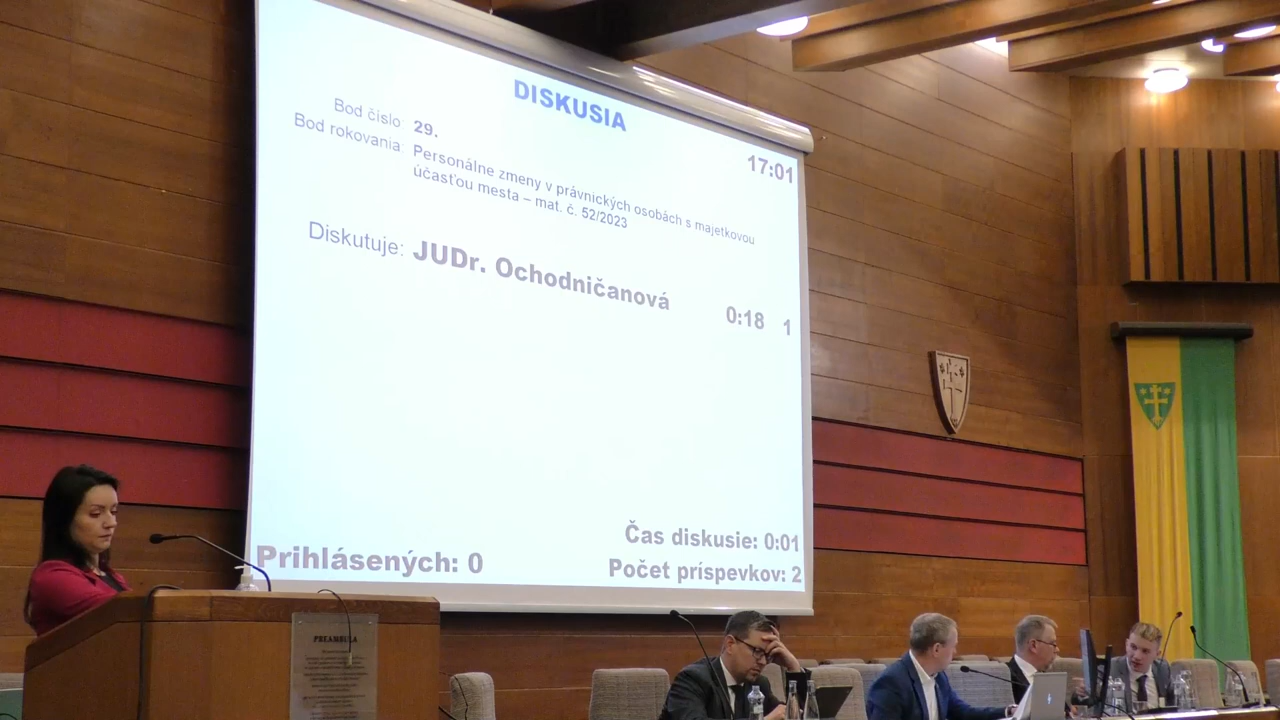 DISKUSIA
17:01
Bod číslo: 29.
Bod rokovania: Personálne zmeny v právnických osobách s majetkovou
účasťou mesta – mat. č. 52/2023
Diskutuje: JUDr. Ochodničanová 0:18 1
Čas diskusie: 0:01
Prihlásených: 0
Počet príspevkov: 2
PREAMBULA